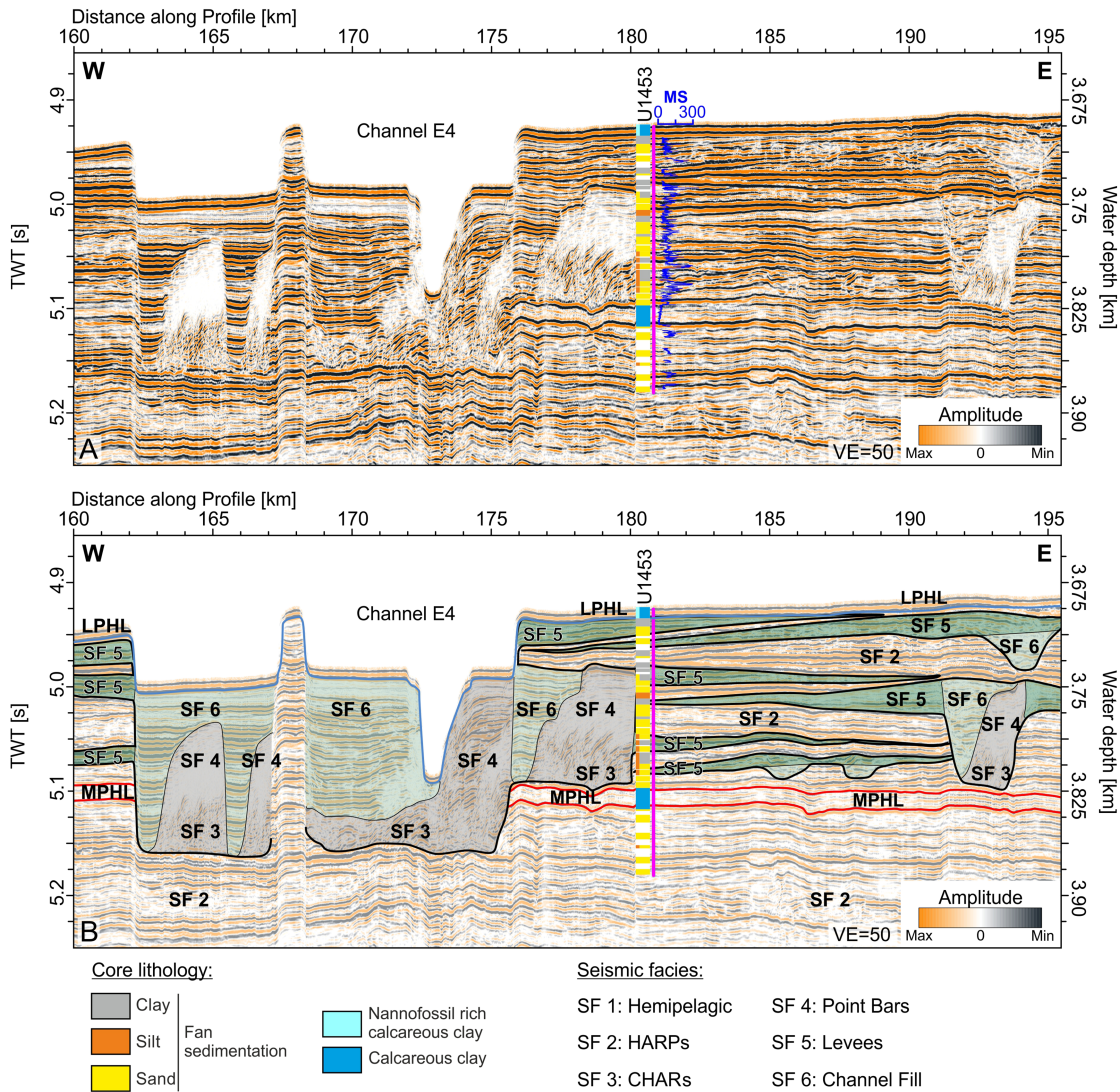 Distance along Profile [km]
160 165 170 175 180 185 190 195
W E
Channel E4
U1453
MS
0 300
TWT [s]
4.9
5.0
5.1
5.2
Water depth [km]
3.675
3.75
3.825
3.90
A
Amplitude
VE=50 Max 0 Min
Distance along Profile [km]
160 165 170 175 180 185 190 195
W E
Channel E4
U1453
TWT [s]
4.9
5.0
5.1
5.2
Water depth [km]
3.675
3.75
3.825
3.90
LPHL LPHL LPHL
SF 5 SF 5 SF 5
SF 6
SF 2
SF 5 SF 5
SF 6 SF 6 SF 6 SF 5 SF 6
SF 4 SF 4
SF 2
SF 4 SF 4 SF 4
SF 5 SF 5
SF 5
SF 3 SF 3
MPHL MPHL MPHL
SF 3 SF 3
SF 2 SF 2
B
Amplitude
VE=50 Max 0 Min
Core lithology:
Clay
Silt
Sand
Fan
sedimentation
Nannofossil rich
calcareous clay
Calcareous clay
Seismic facies:
SF 1: Hemipelagic
SF 2: HARPs
SF 3: CHARs
SF 4: Point Bars
SF 5: Levees
SF 6: Channel Fill